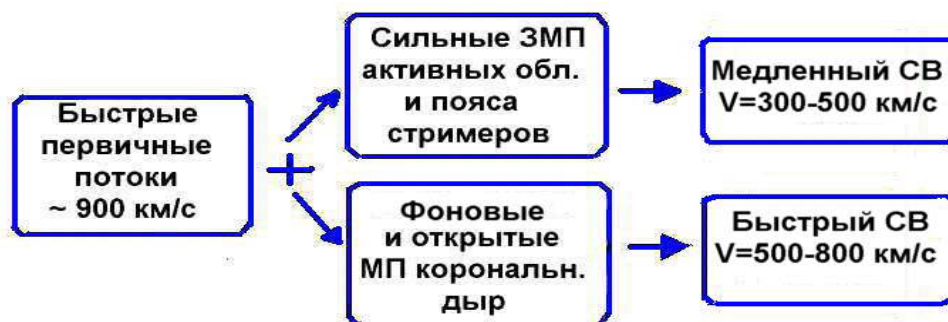 Быстрые
первичные
потоки
~ 900 км/с
+
Сильные ЗМП
активных обл.
и пояса
стримеров
Медленный СВ
V=300-500 км/с
Фоновые
и открытые
МП корональн.
дыр
Быстрый СВ
V=500-800 км/с